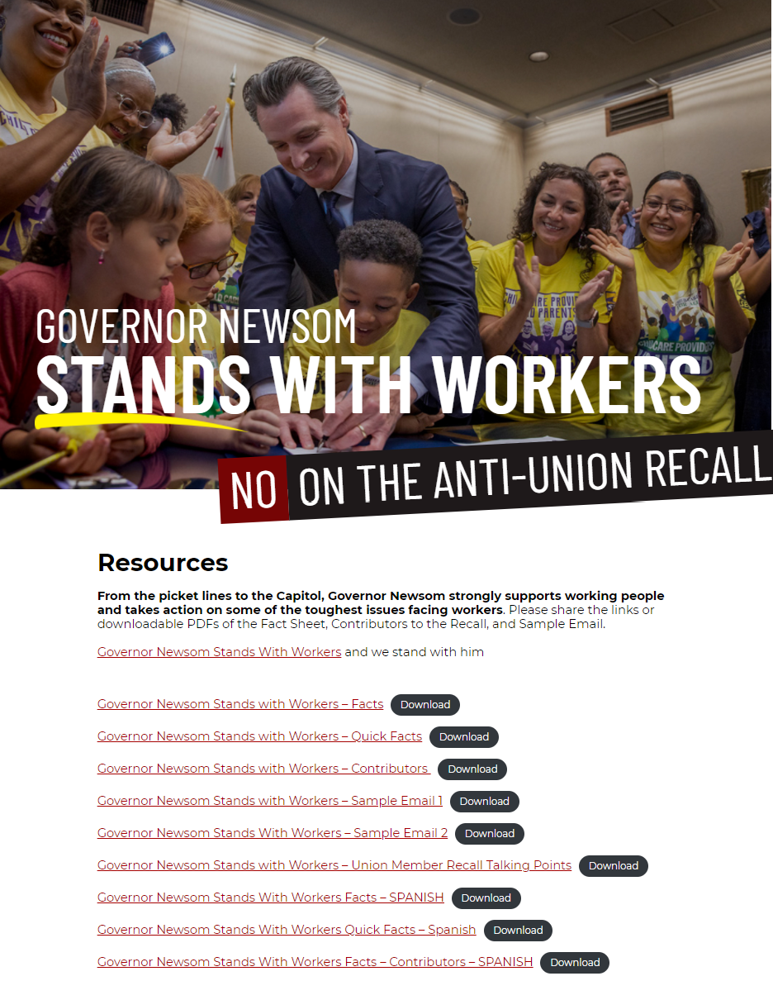 GOVERNOR NEWSOM
STANDS WITH WORKERS
NO ON THE ANTI-UNION RECALL
Resources
From the picket lines to the Capitol, Governor Newsom strongly supports working people
and takes action on some of the toughest issues facing workers. Please share the links or
downloadable PDFs of the Fact Sheet, Contributors to the Recall, and Sample Email.
Governor Newsom Stands With Workers and we stand with him
Governor Newsom Stands with Workers – Facts Download
Governor Newsom Stands with Workers – Quick Facts Download
Governor Newsom Stands with Workers – Contributors Download
Governor Newsom Stands with Workers – Sample Email 1 Download
Governor Newsom Stands With Workers – Sample Email 2 Download
Governor Newsom Stands with Workers – Union Member Recall Talking Points Download
Governor Newsom Stands With Workers Facts – SPANISH Download
Governor Newsom Stands With Workers Quick Facts – Spanish Download
Governor Newsom Stands With Workers Facts – Contributors – SPANISH Download